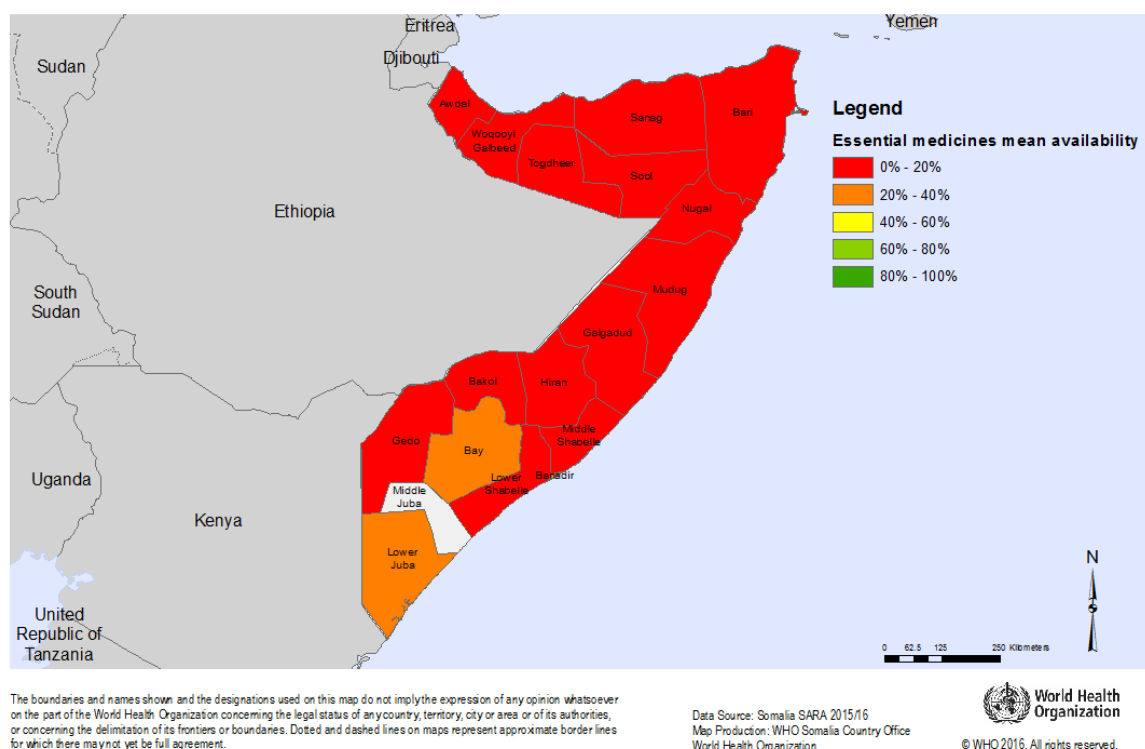 Eritrea
Yemen
Djibouti
Sudan
Awdal
Woqooyi
Galbeed
Togdheer
Sanag
Sool
Bari
Nugal
Ethiopia
South
Sudan
Mudug
Galgadud
Bakol
Hiran
Gedo
Bay
Middle
Shabelle
Lower
Shabelle
Banadir
Middle
Juba
Lower
Juba
Uganda
Kenya
United
Republic of
Tanzania
Legend
Essential medicines mean availability
0% - 20%
20% - 40%
40% - 60%
60% - 80%
80% - 100%
N
0 62.5 125 250 Kilometers
The boundaries and names shown and the designations used on this map do not imply the expression of any opinion whatsoever
on the part of the World Health Organization concerning the legal status of any country, territory, city or area or of its authorities,
or concerning the delimitation of its frontiers or boundaries. Dotted and dashed lines on maps represent approximate border lines
for which there may not yet be full agreement.
Data Source: Somalia SARA 2015/16
Map Production: WHO Somalia Country Office
World Health Organization
World Health
Organization
© WHO 2016. All rights reserved.